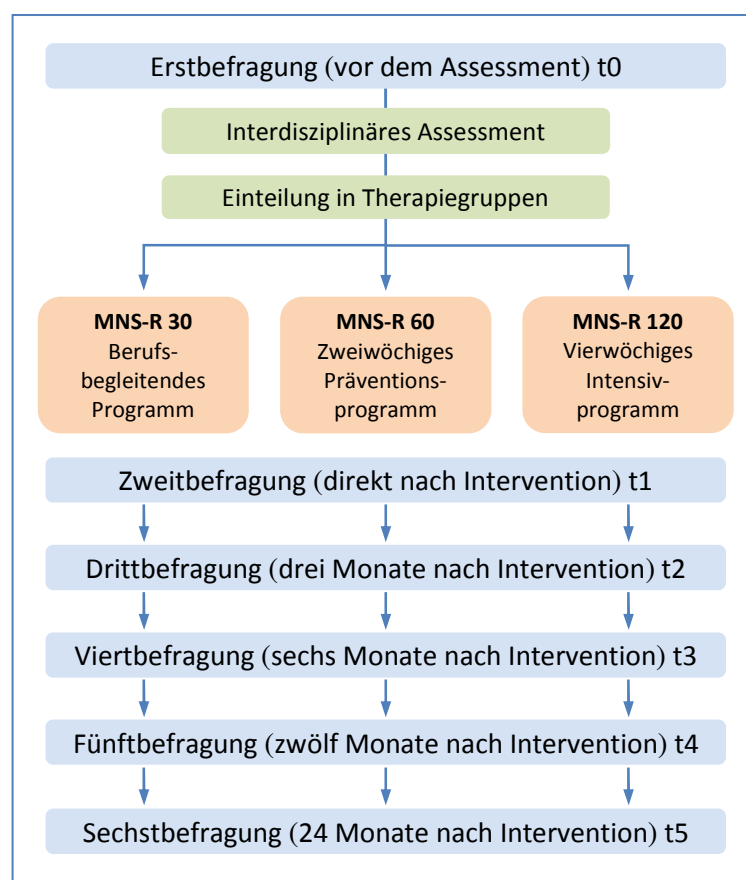 Erstbefragung (vor dem Assessment) t0
Interdisziplinäres Assessment
Einteilung in Therapiegruppen
MNS-R 30
Berufs-
begleitendes
Programm
MNS-R 60
Zweiwöchiges
Präventions-
programm
MNS-R 120
Vierwöchiges
Intensiv-
programm
Zweitbefragung (direkt nach Intervention) t1
Drittbefragung (drei Monate nach Intervention) t2
Viertbefragung (sechs Monate nach Intervention) t3
Fünftbefragung (zwölf Monate nach Intervention) t4
Sechstbefragung (24 Monate nach Intervention) t5